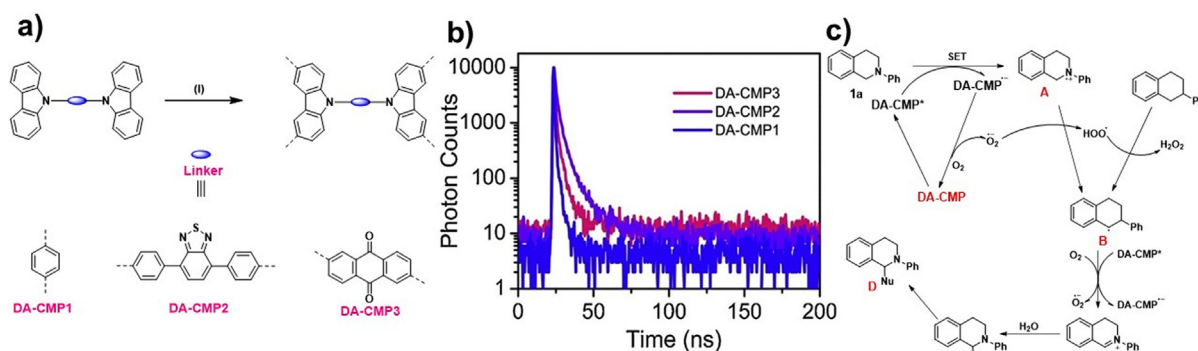 a)
N
N
(I)
N
N
Linker
DA-CMP1
S
N
N
DA-CMP2
O
O
DA-CMP3
b)
Photon Counts
10000
1000
100
10
1
DA-CMP3
DA-CMP2
DA-CMP1
0
50
100
150
200
Time (ns)
c)
N
Ph
1a
SET
DA-CMP*
DA-CMP·−
N
Ph
A
P
O2
O2·−
HOO·
H2O2
DA-CMP
Ph
B
O2
DA-CMP*
O2·−
DA-CMP·−
N+
Ph
H2O
N
Ph
N
Ph
Nu
D